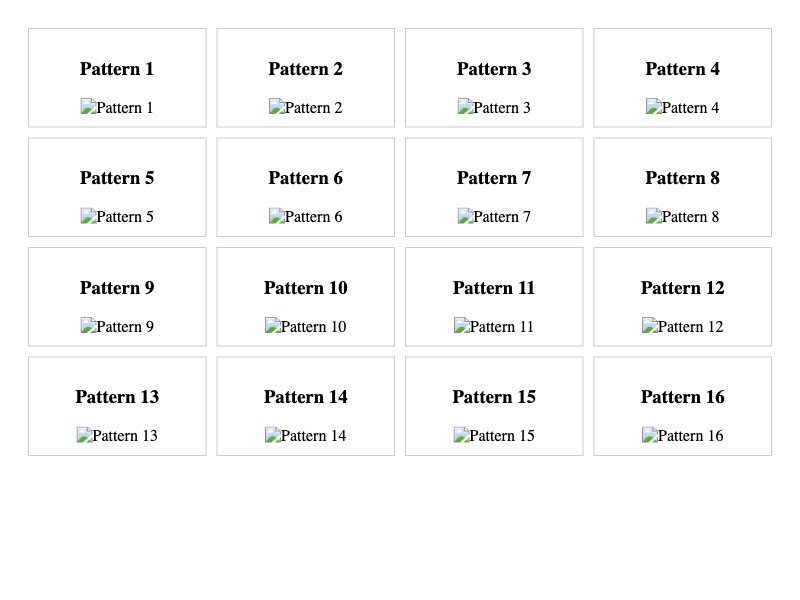 Pattern 1
Pattern 1
Pattern 2
Pattern 2
Pattern 3
Pattern 3
Pattern 4
Pattern 4
Pattern 5
Pattern 5
Pattern 6
Pattern 6
Pattern 7
Pattern 7
Pattern 8
Pattern 8
Pattern 9
Pattern 9
Pattern 10
Pattern 10
Pattern 11
Pattern 11
Pattern 12
Pattern 12
Pattern 13
Pattern 13
Pattern 14
Pattern 14
Pattern 15
Pattern 15
Pattern 16
Pattern 16